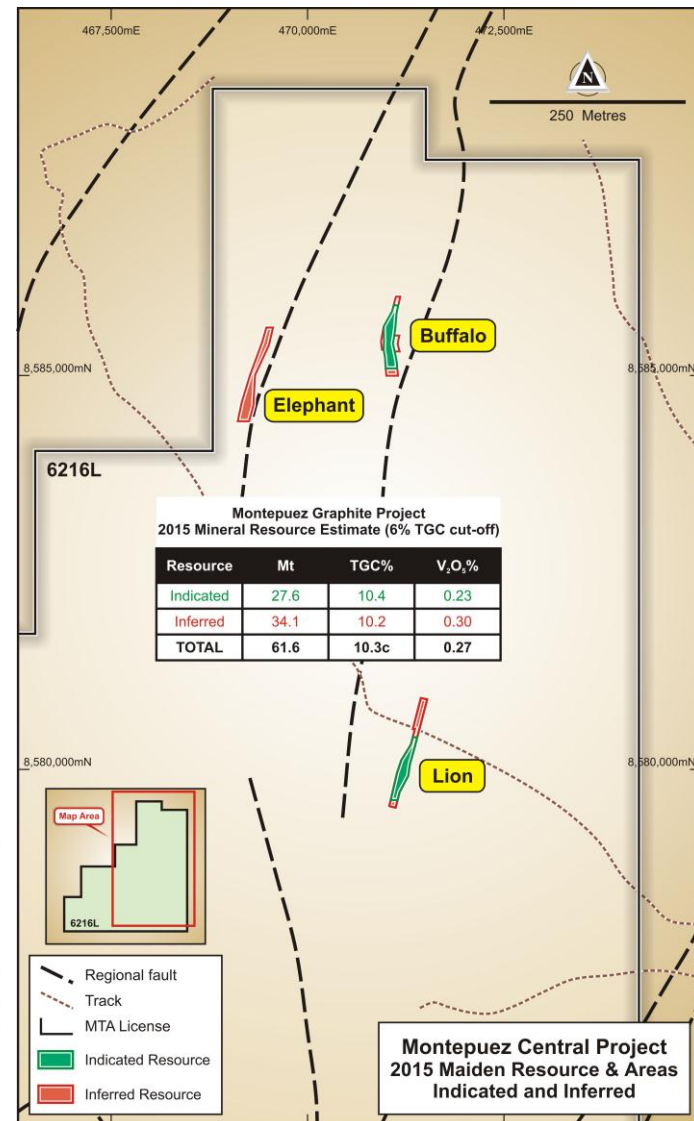 467,500mE
470,000mE
472,500mE
N
250 Metres
Buffalo
8,585,000mN
8,585,000mN
Elephant
6216L
Montepuez Graphite Project
2015 Mineral Resource Estimate (6% TGC cut-off)
Resource Mt TGC% V₂O₅%
Indicated 27.6 10.4 0.23
Inferred 34.1 10.2 0.30
TOTAL 61.6 10.3c 0.27
8,580,000mN
8,580,000mN
Lion
Map Area
6216L
Regional fault
Track
MTA License
Indicated Resource
Inferred Resource
Montepuez Central Project
2015 Maiden Resource & Areas
Indicated and Inferred